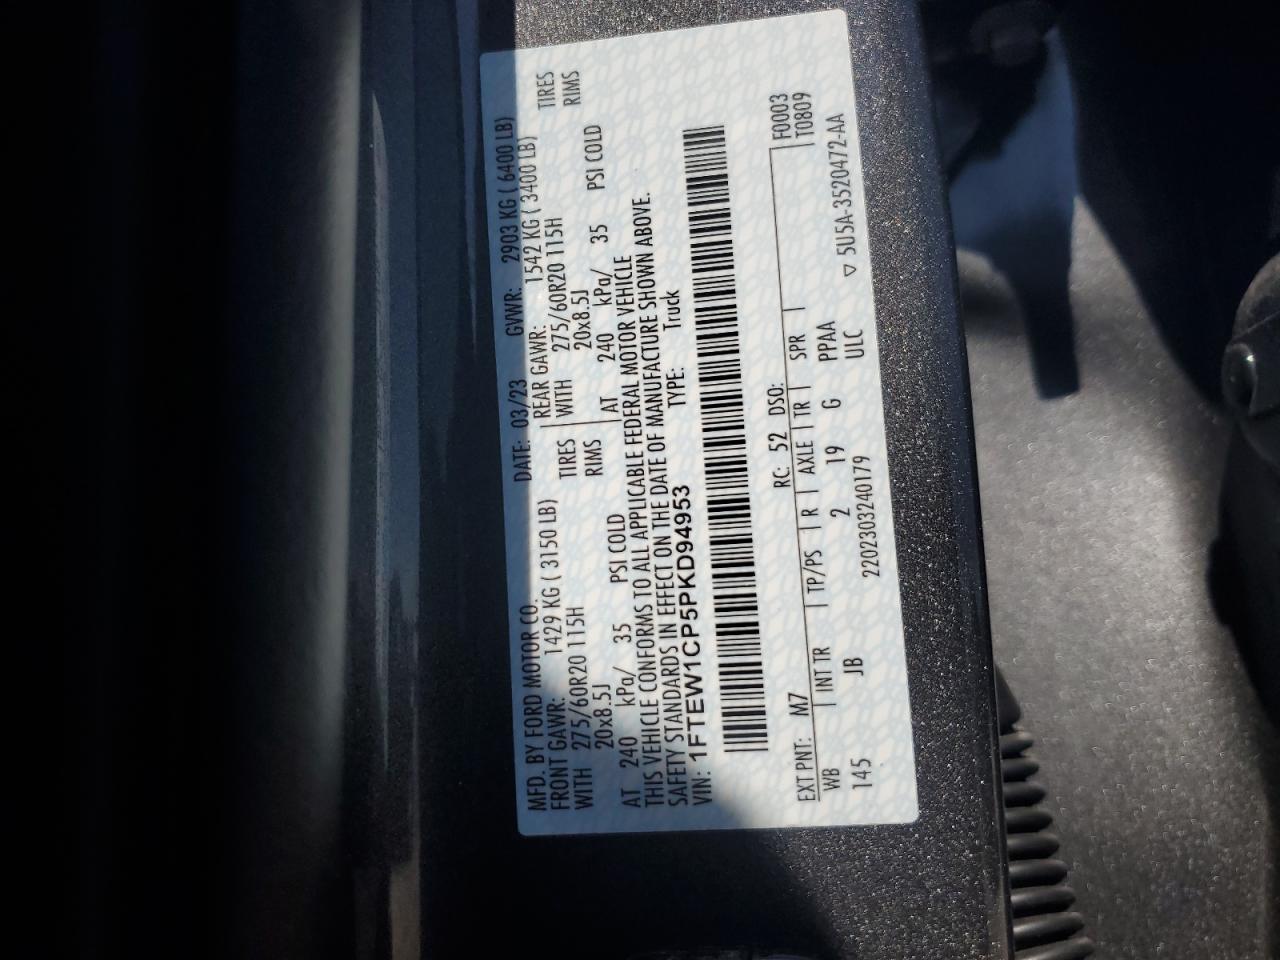 MFD. BY FORD MOTOR CO. DATE: 03/23 GVWR: 2903 KG ( 6400 LB)
FRONT GAWR: 1429 KG ( 3150 LB) REAR GAWR: 1542 KG ( 3400 LB)
WITH 275/60R20 115H TIRES WITH 275/60R20 115H TIRES
20x8.5J RIMS 20x8.5J RIMS
AT 240 kPa/ 35 PSI COLD AT 240 kPa/ 35 PSI COLD
THIS VEHICLE CONFORMS TO ALL APPLICABLE FEDERAL MOTOR VEHICLE
SAFETY STANDARDS IN EFFECT ON THE DATE OF MANUFACTURE SHOWN ABOVE.
VIN: 1FTEW1CP5PKD94953 TYPE: Truck
F0003
EXT PNT: M7 RC: 52 DSO: T0809
WB INT TR TP/PS R AXLE TR SPR
145 JB 2 19 G PPAA
2202303240179 ULC ▽ 5U5A-3520472-AA